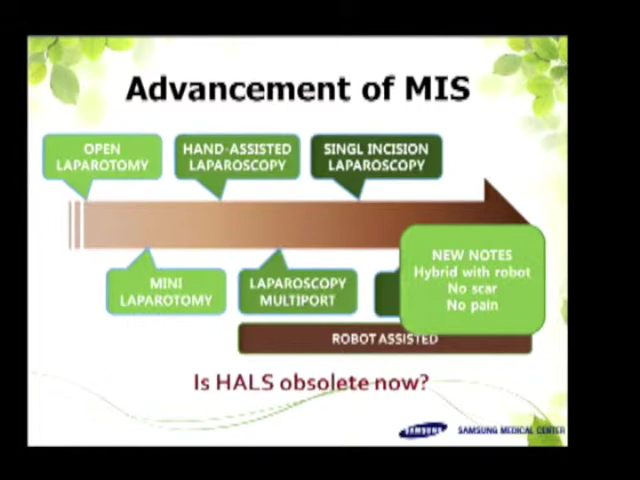 Advancement of MIS
OPEN
LAPAROTOMY
HAND-ASSISTED
LAPAROSCOPY
SINGL INCISION
LAPAROSCOPY
MINI
LAPAROTOMY
LAPAROSCOPY
MULTIPORT
NEW NOTES
Hybrid with robot
No scar
No pain
ROBOT ASSISTED
Is HALS obsolete now?
SAMSUNG
SAMSUNG MEDICAL CENTER